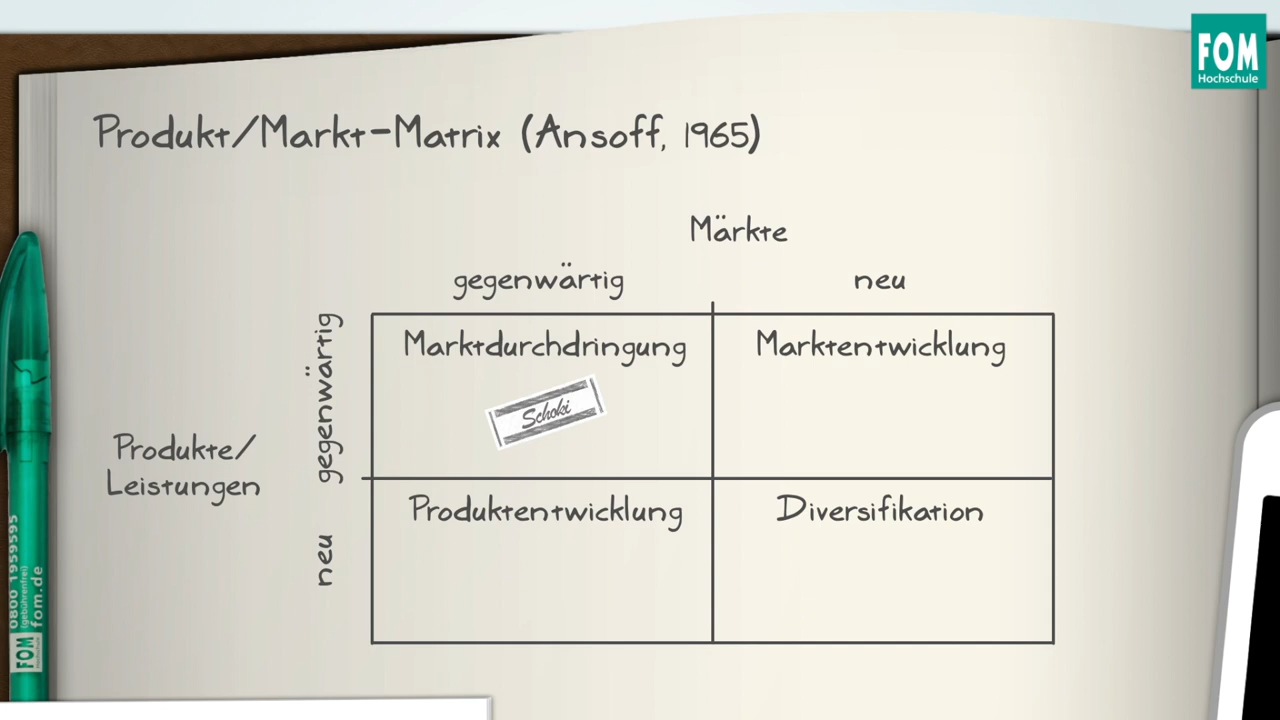 FOM
Hochschule
Produkt/Markt-Matrix (Ansoff, 1965)
Märkte
gegenwärtig
neu
gegenwärtig
Marktdurchdringung
Marktentwicklung
Schoki
Produkte/
Leistungen
neu
Produktentwicklung
Diversifikation
0800 1959595
(gebührenfrei)
fom.de
FOM
Hochschule